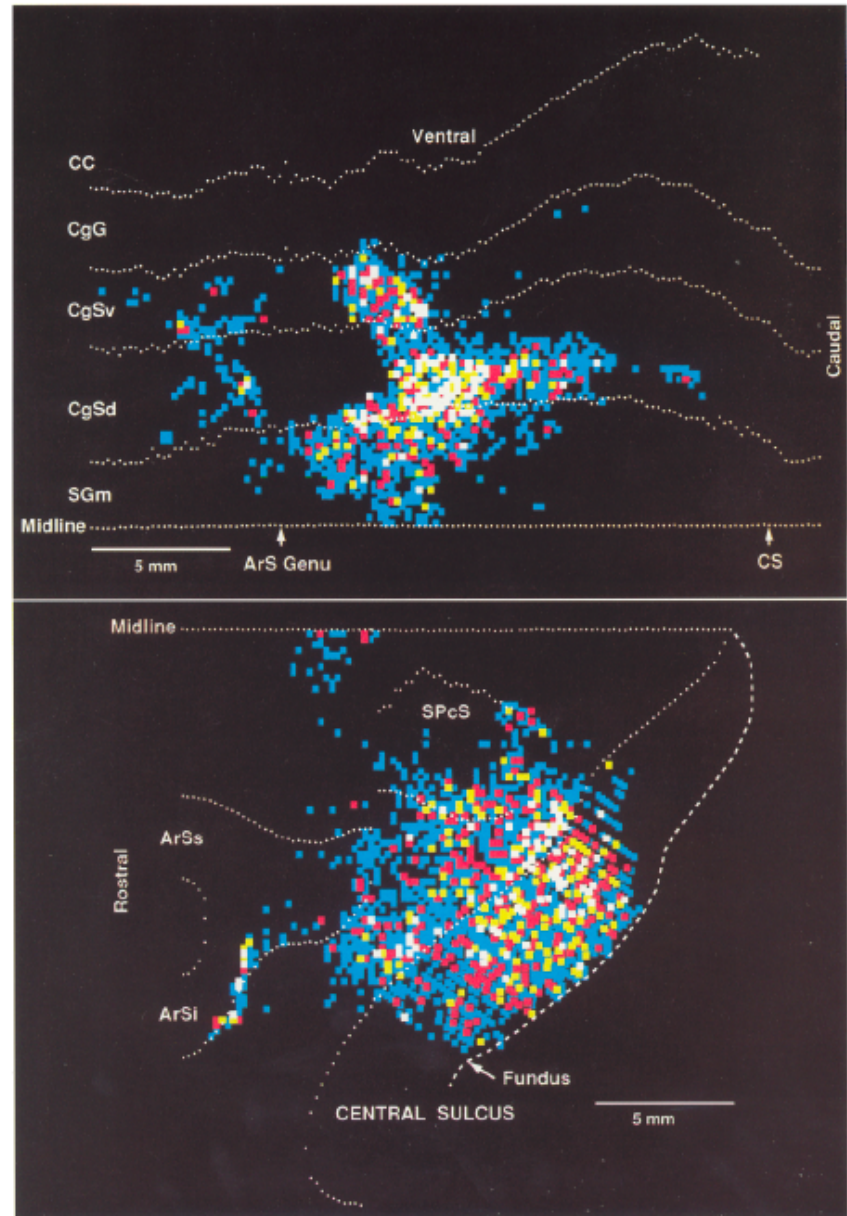 Ventral
CC
CgG
CgSv
Caudal
CgSd
SGm
Midline
5 mm
ArS Genu
CS
Midline
SPcS
ArSs
Rostral
ArSi
Fundus
CENTRAL SULCUS
5 mm